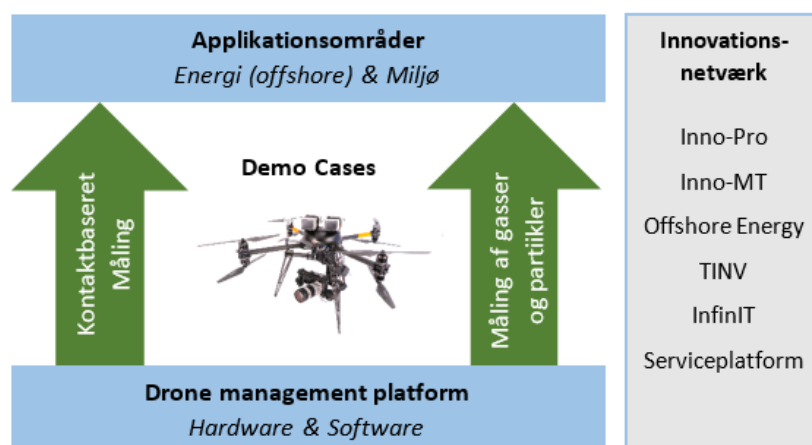 Applikationsområder
Energi (offshore) & Miljø
Demo Cases
Kontaktbaseret
Måling
Måling af gasser
og partiikler
Drone management platform
Hardware & Software
Innovations-
netværk
Inno-Pro
Inno-MT
Offshore Energy
TINV
InfinIT
Serviceplatform